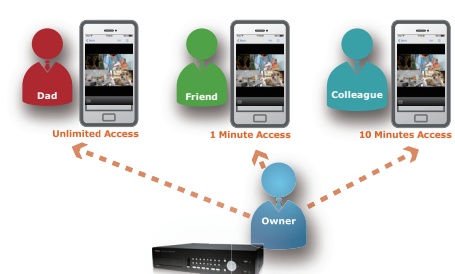 Dad
Friend
Colleague
Unlimited Access
1 Minute Access
10 Minutes Access
Owner